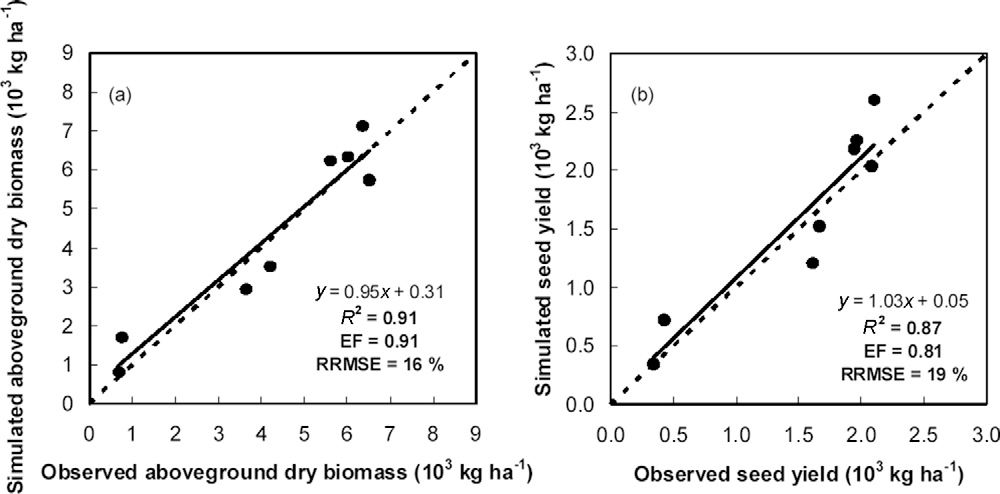 Simulated aboveground dry biomass (10³ kg ha⁻¹)
9
8
7
6
5
4
3
2
1
0
(a)
y = 0.95x + 0.31
R² = 0.91
EF = 0.91
RRMSE = 16 %
0 1 2 3 4 5 6 7 8 9
Observed aboveground dry biomass (10³ kg ha⁻¹)
Simulated seed yield (10³ kg ha⁻¹)
3.0
2.5
2.0
1.5
1.0
0.5
0.0
(b)
y = 1.03x + 0.05
R² = 0.87
EF = 0.81
RRMSE = 19 %
0.0 0.5 1.0 1.5 2.0 2.5 3.0
Observed seed yield (10³ kg ha⁻¹)